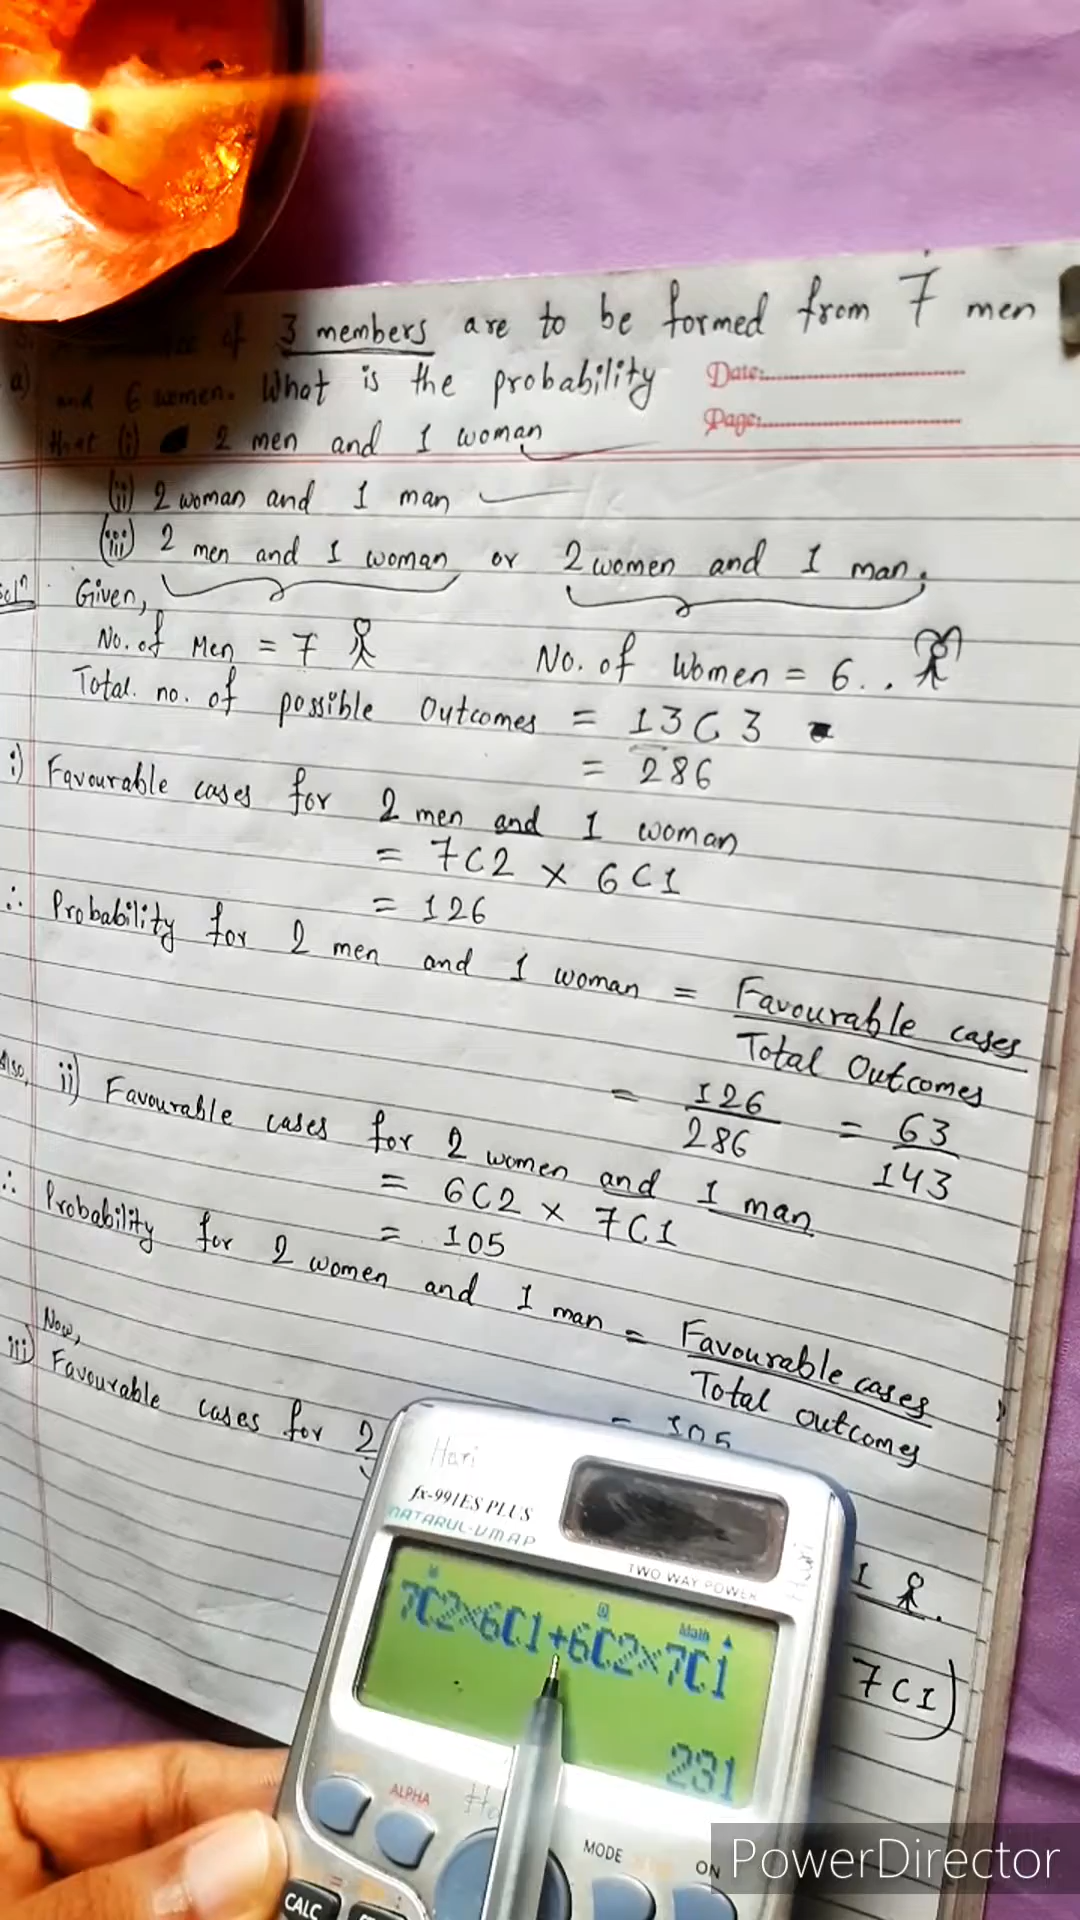 of 3 members are to be formed from 7 men
a) and 6 women. What is the probability
Date:
Page:
that (i) 2 men and 1 woman
(ii) 2 woman and 1 man
(iii) 2 men and 1 woman or 2 women and 1 man.
Solⁿ Given,
No. of Men = 7 No. of Women = 6..
Total. no. of possible Outcomes = 13C3
= 286
i) Favourable cases for 2 men and 1 woman
= 7C2 × 6C1
= 126
∴ Probability for 2 men and 1 woman = Favourable cases
Total Outcomes
= 126/286 = 63/143
Also, ii) Favourable cases for 2 women and 1 man
= 6C2 × 7C1
= 105
∴ Probability for 2 women and 1 man = Favourable cases
Total outcomes
= 105
Now,
iii) Favourable cases for 2
1
7C1)
Hari
fx-991ES PLUS
NATARUL-V.M.A.P
TWO WAY POWER
Math
7C2×6C1+6C2×7C1
231
ALPHA
MODE
ON
CALC
PowerDirector